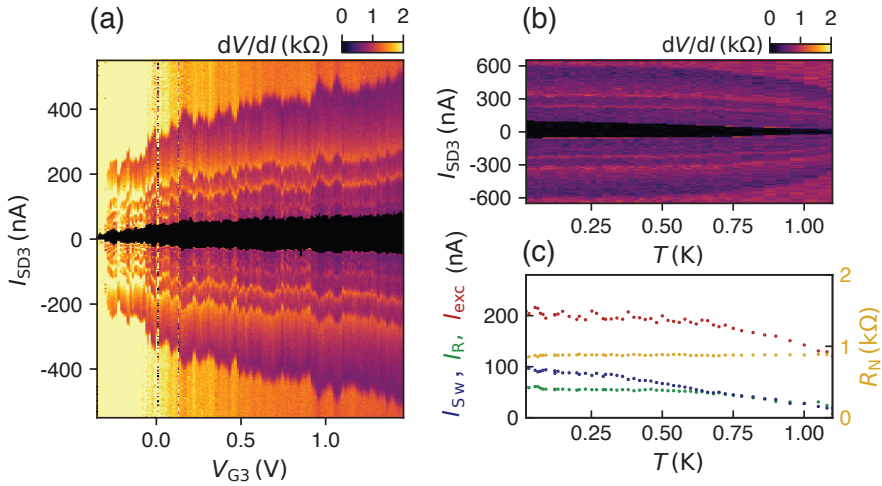 (a)
0 1 2
dV/dI (kΩ)
400
200
0
-200
-400
I_SD3 (nA)
0.0 0.5 1.0
V_G3 (V)
(b)
0 1 2
dV/dI (kΩ)
600
300
0
-300
-600
I_SD3 (nA)
0.25 0.50 0.75 1.00
T (K)
(c)
200
100
0
I_Sw, I_R, I_exc (nA)
2
1
0
R_N (kΩ)
0.25 0.50 0.75 1.00
T (K)